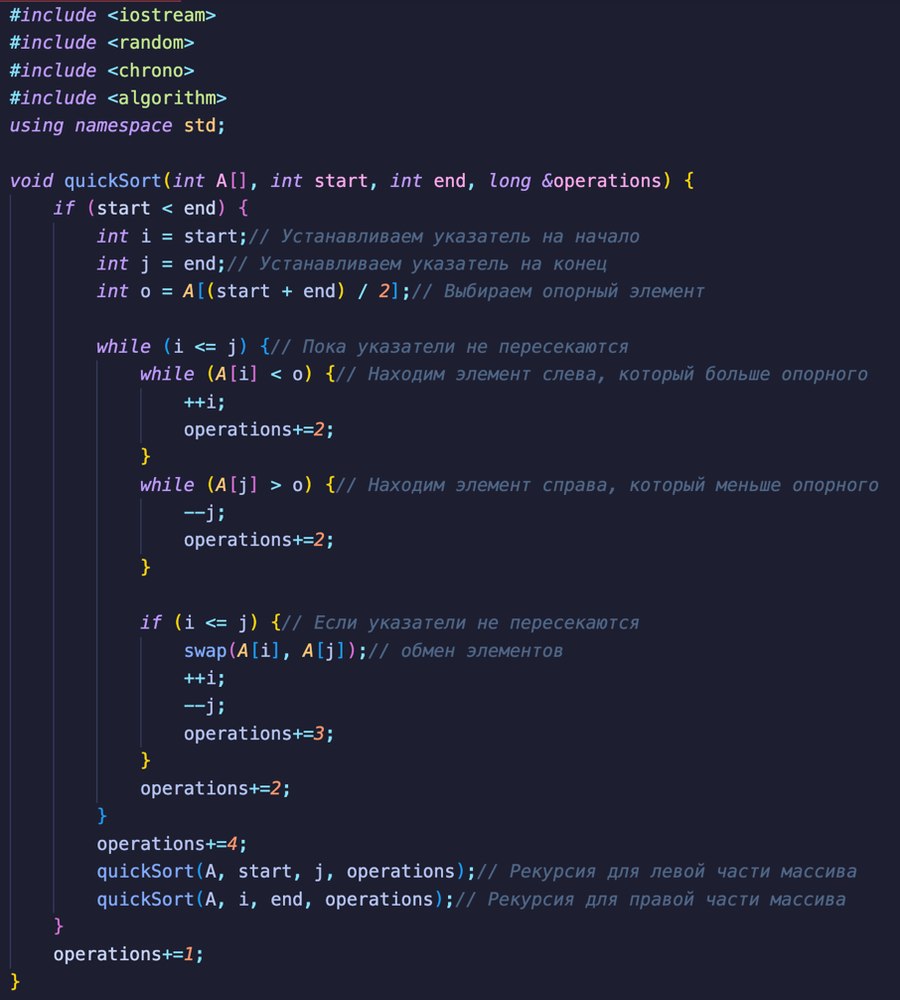 #include <iostream>
#include <random>
#include <chrono>
#include <algorithm>
using namespace std;

void quickSort(int A[], int start, int end, long &operations) {
    if (start < end) {
        int i = start;// Устанавливаем указатель на начало
        int j = end;// Устанавливаем указатель на конец
        int o = A[(start + end) / 2];// Выбираем опорный элемент

        while (i <= j) {// Пока указатели не пересекаются
            while (A[i] < o) {// Находим элемент слева, который больше опорного
                ++i;
                operations+=2;
            }
            while (A[j] > o) {// Находим элемент справа, который меньше опорного
                --j;
                operations+=2;
            }

            if (i <= j) {// Если указатели не пересекаются
                swap(A[i], A[j]);// обмен элементов
                ++i;
                --j;
                operations+=3;
            }
            operations+=2;
        }
        operations+=4;
        quickSort(A, start, j, operations);// Рекурсия для левой части массива
        quickSort(A, i, end, operations);// Рекурсия для правой части массива
    }
    operations+=1;
}